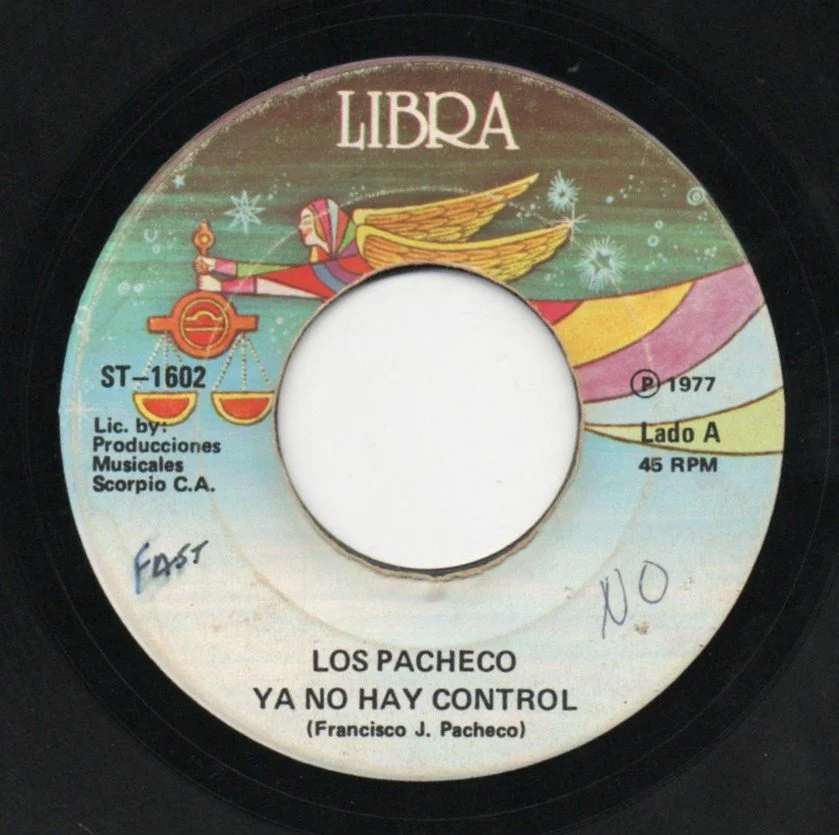 LIBRA
ST-1602
Lic. by:
Producciones
Musicales
Scorpio C.A.
Ⓟ 1977
Lado A
45 RPM
FAST
NO
LOS PACHECO
YA NO HAY CONTROL
(Francisco J. Pacheco)